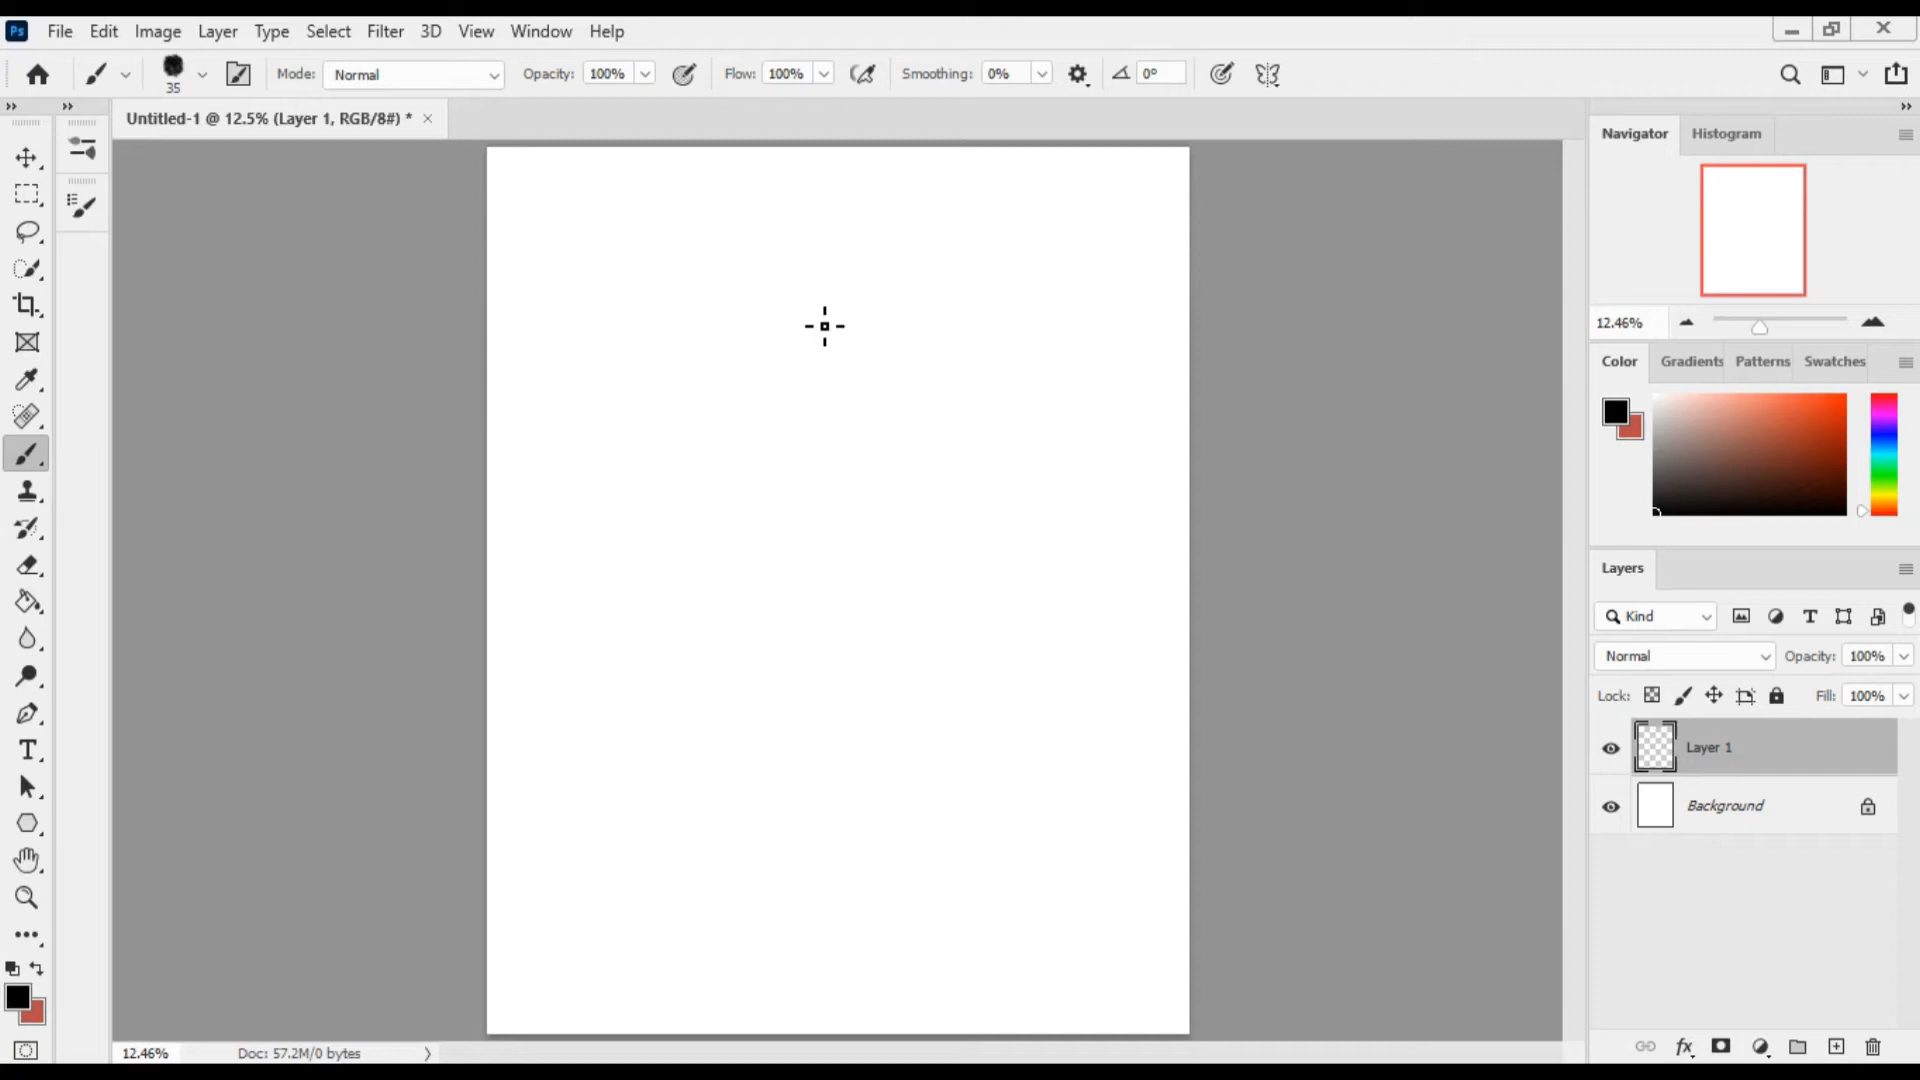 Ps File Edit Image Layer Type Select Filter 3D View Window Help
35 Mode: Normal Opacity: 100% Flow: 100% Smoothing: 0% 0°
Untitled-1 @ 12.5% (Layer 1, RGB/8#) *
Navigator Histogram
12.46%
Color Gradients Patterns Swatches
Layers
Kind
Normal Opacity: 100%
Lock: Fill: 100%
Layer 1
Background
12.46% Doc: 57.2M/0 bytes